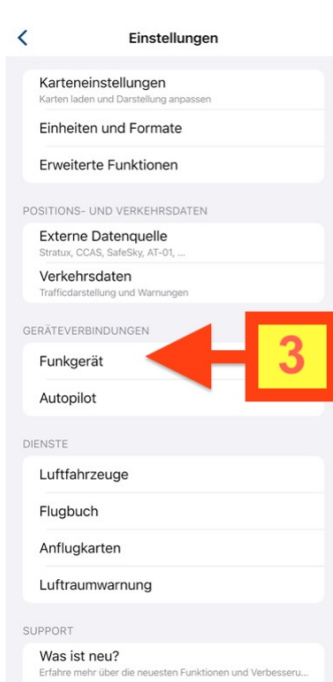 Einstellungen
Karteneinstellungen
Karten laden und Darstellung anpassen
Einheiten und Formate
Erweiterte Funktionen
POSITIONS- UND VERKEHRSDATEN
Externe Datenquelle
Stratux, CCAS, SafeSky, AT-01, ...
Verkehrsdaten
Trafficdarstellung und Warnungen
GERÄTEVERBINDUNGEN
Funkgerät
3
Autopilot
DIENSTE
Luftfahrzeuge
Flugbuch
Anflugkarten
Luftraumwarnung
SUPPORT
Was ist neu?
Erfahre mehr über die neuesten Funktionen und Verbesseru...